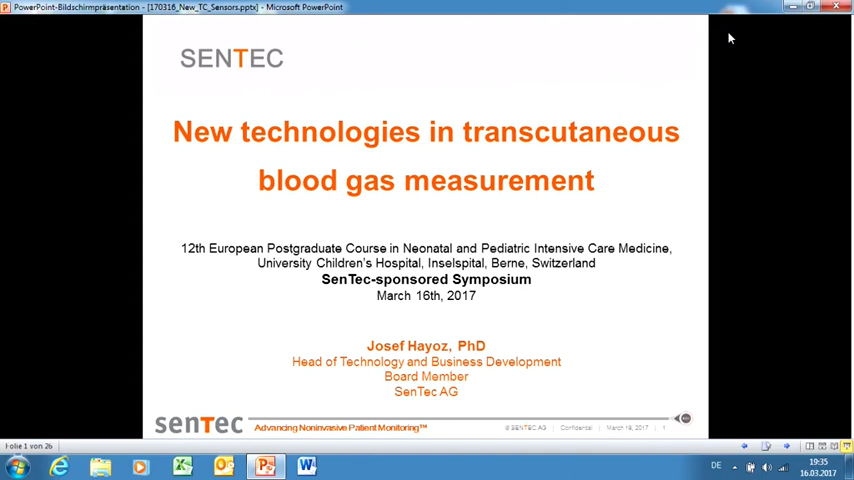 PowerPoint-Bildschirmpräsentation - [170316_New_TC_Sensors.pptx] - Microsoft PowerPoint
SENTEC
New technologies in transcutaneous
blood gas measurement
12th European Postgraduate Course in Neonatal and Pediatric Intensive Care Medicine,
University Children's Hospital, Inselspital, Berne, Switzerland
SenTec-sponsored Symposium
March 16th, 2017
Josef Hayoz, PhD
Head of Technology and Business Development
Board Member
SenTec AG
senTec Advancing Noninvasive Patient Monitoring™ © SENTEC AG | Confidential | March 16, 2017 | 1
Folie 1 von 26
DE 19:35
16.03.2017